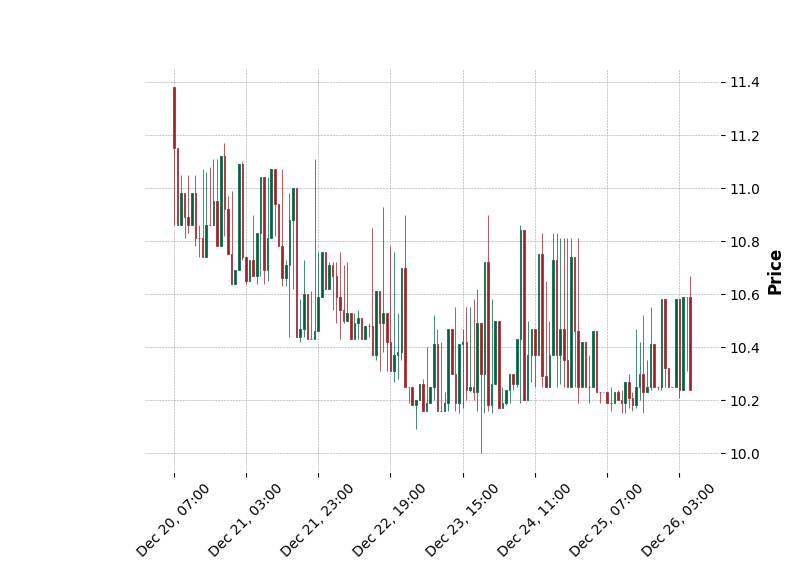 11.4
11.2
11.0
10.8
10.6
10.4
10.2
10.0
Price
Dec 20, 07:00
Dec 21, 03:00
Dec 21, 23:00
Dec 22, 19:00
Dec 23, 15:00
Dec 24, 11:00
Dec 25, 07:00
Dec 26, 03:00